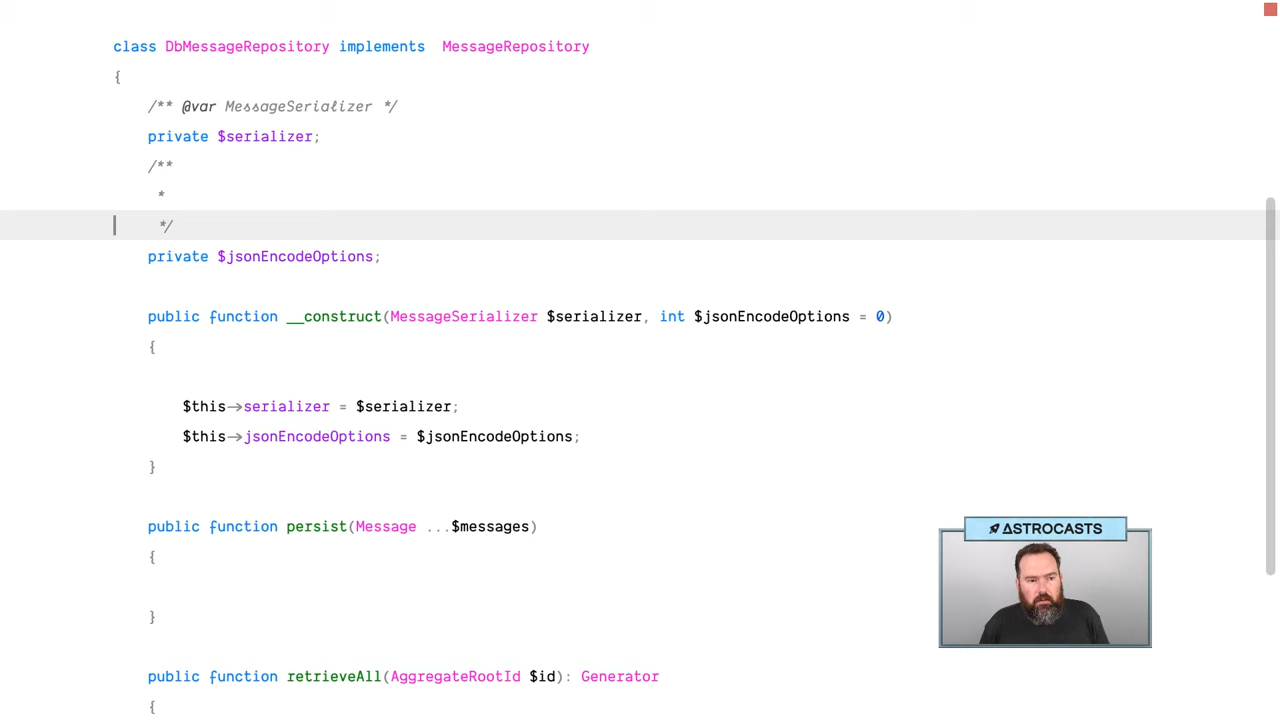 class DbMessageRepository implements  MessageRepository
{
/** @var MessageSerializer */
private $serializer;
/**
*
*/
private $jsonEncodeOptions;
public function __construct(MessageSerializer $serializer, int $jsonEncodeOptions = 0)
{
$this->serializer = $serializer;
$this->jsonEncodeOptions = $jsonEncodeOptions;
}
public function persist(Message ...$messages)
{
}
public function retrieveAll(AggregateRootId $id): Generator
{
ASTROCASTS